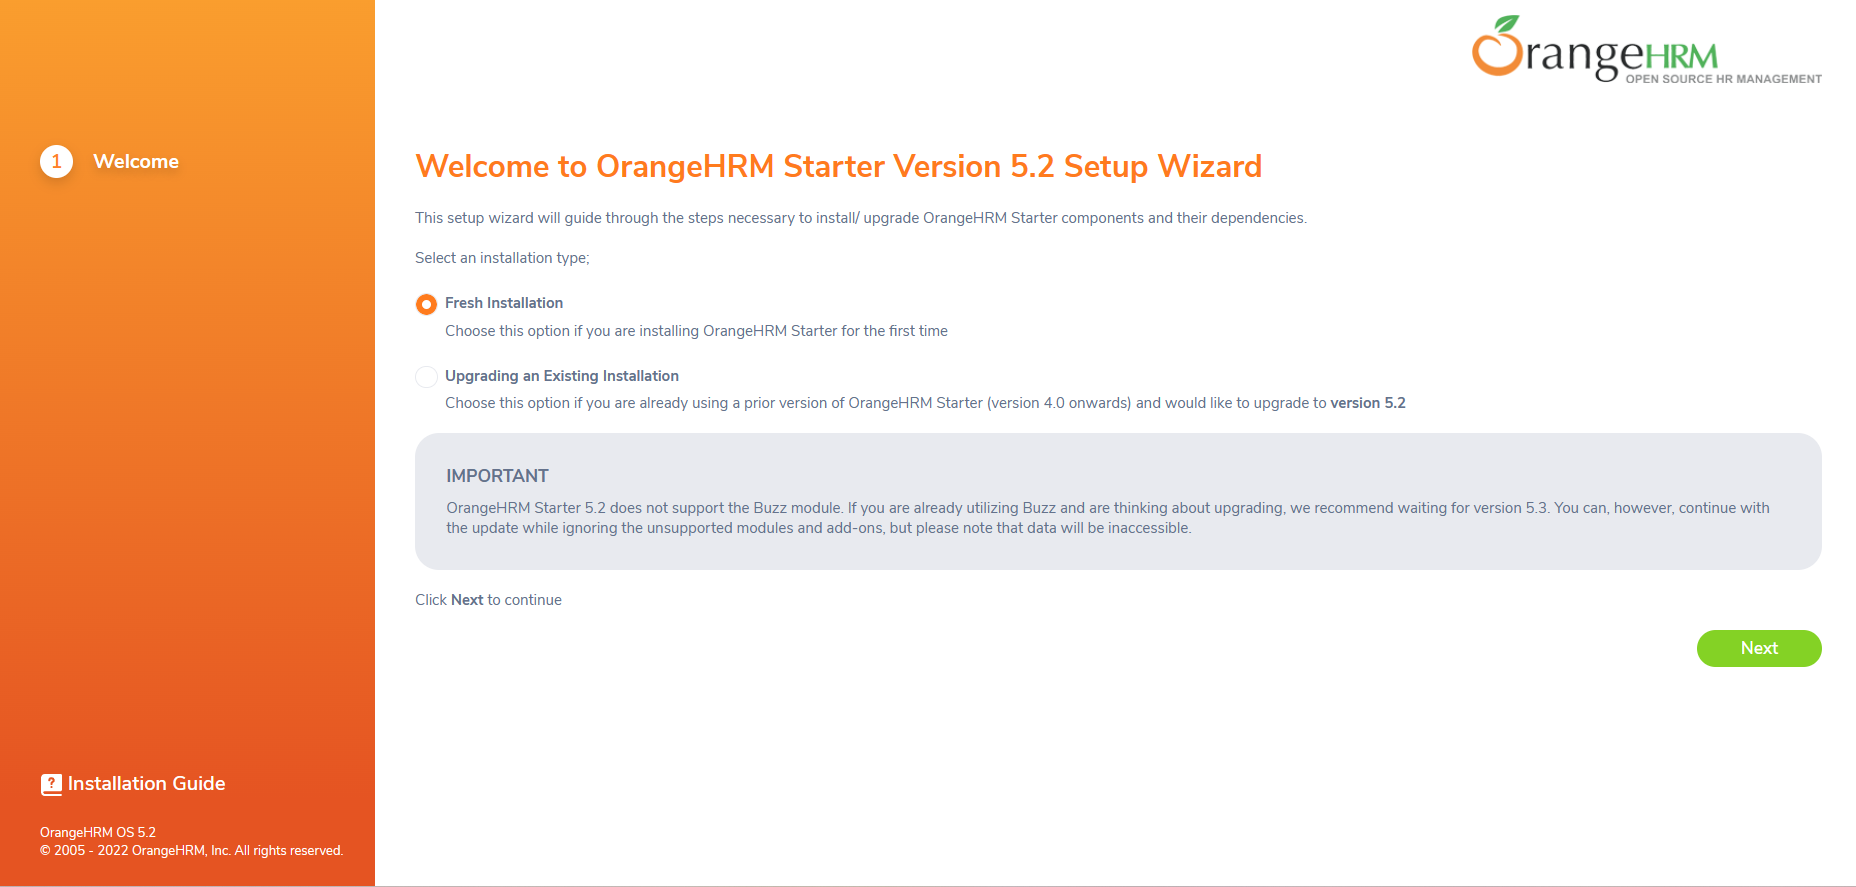 OrangeHRM
OPEN SOURCE HR MANAGEMENT
1 Welcome
Welcome to OrangeHRM Starter Version 5.2 Setup Wizard
This setup wizard will guide through the steps necessary to install/ upgrade OrangeHRM Starter components and their dependencies.
Select an installation type;
Fresh Installation
Choose this option if you are installing OrangeHRM Starter for the first time
Upgrading an Existing Installation
Choose this option if you are already using a prior version of OrangeHRM Starter (version 4.0 onwards) and would like to upgrade to version 5.2
IMPORTANT
OrangeHRM Starter 5.2 does not support the Buzz module. If you are already utilizing Buzz and are thinking about upgrading, we recommend waiting for version 5.3. You can, however, continue with
the update while ignoring the unsupported modules and add-ons, but please note that data will be inaccessible.
Click Next to continue
Next
? Installation Guide
OrangeHRM OS 5.2
© 2005 - 2022 OrangeHRM, Inc. All rights reserved.